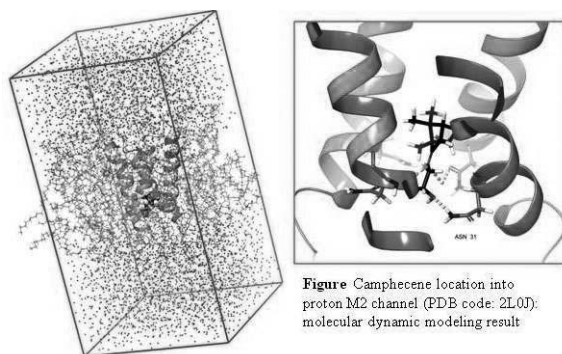 ASN 31
Figure Camphecene location into
proton M2 channel (PDB code: 2L0J):
molecular dynamic modeling result